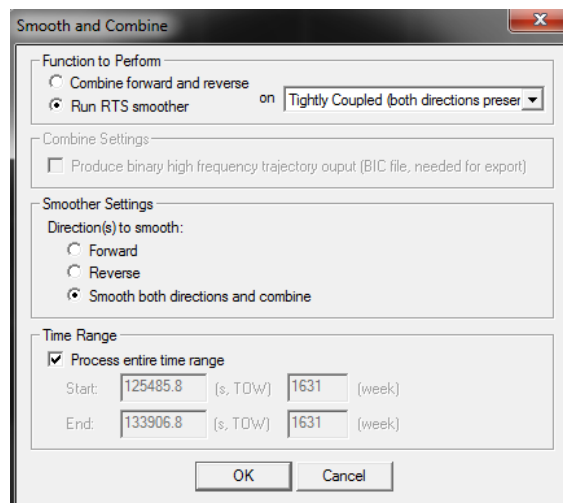 Smooth and Combine
Function to Perform
Combine forward and reverse
Run RTS smoother
on Tightly Coupled (both directions preser
Combine Settings
Produce binary high frequency trajectory ouput (BIC file, needed for export)
Smoother Settings
Direction(s) to smooth:
Forward
Reverse
Smooth both directions and combine
Time Range
Process entire time range
Start: 125485.8 (s, TOW) 1631 (week)
End: 133906.8 (s, TOW) 1631 (week)
OK Cancel